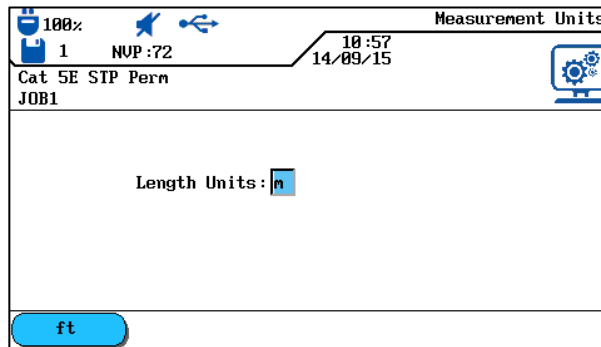 100% Measurement Units
1 NVP:72 10:57
14/09/15
Cat 5E STP Perm
JOB1
Length Units: m
ft